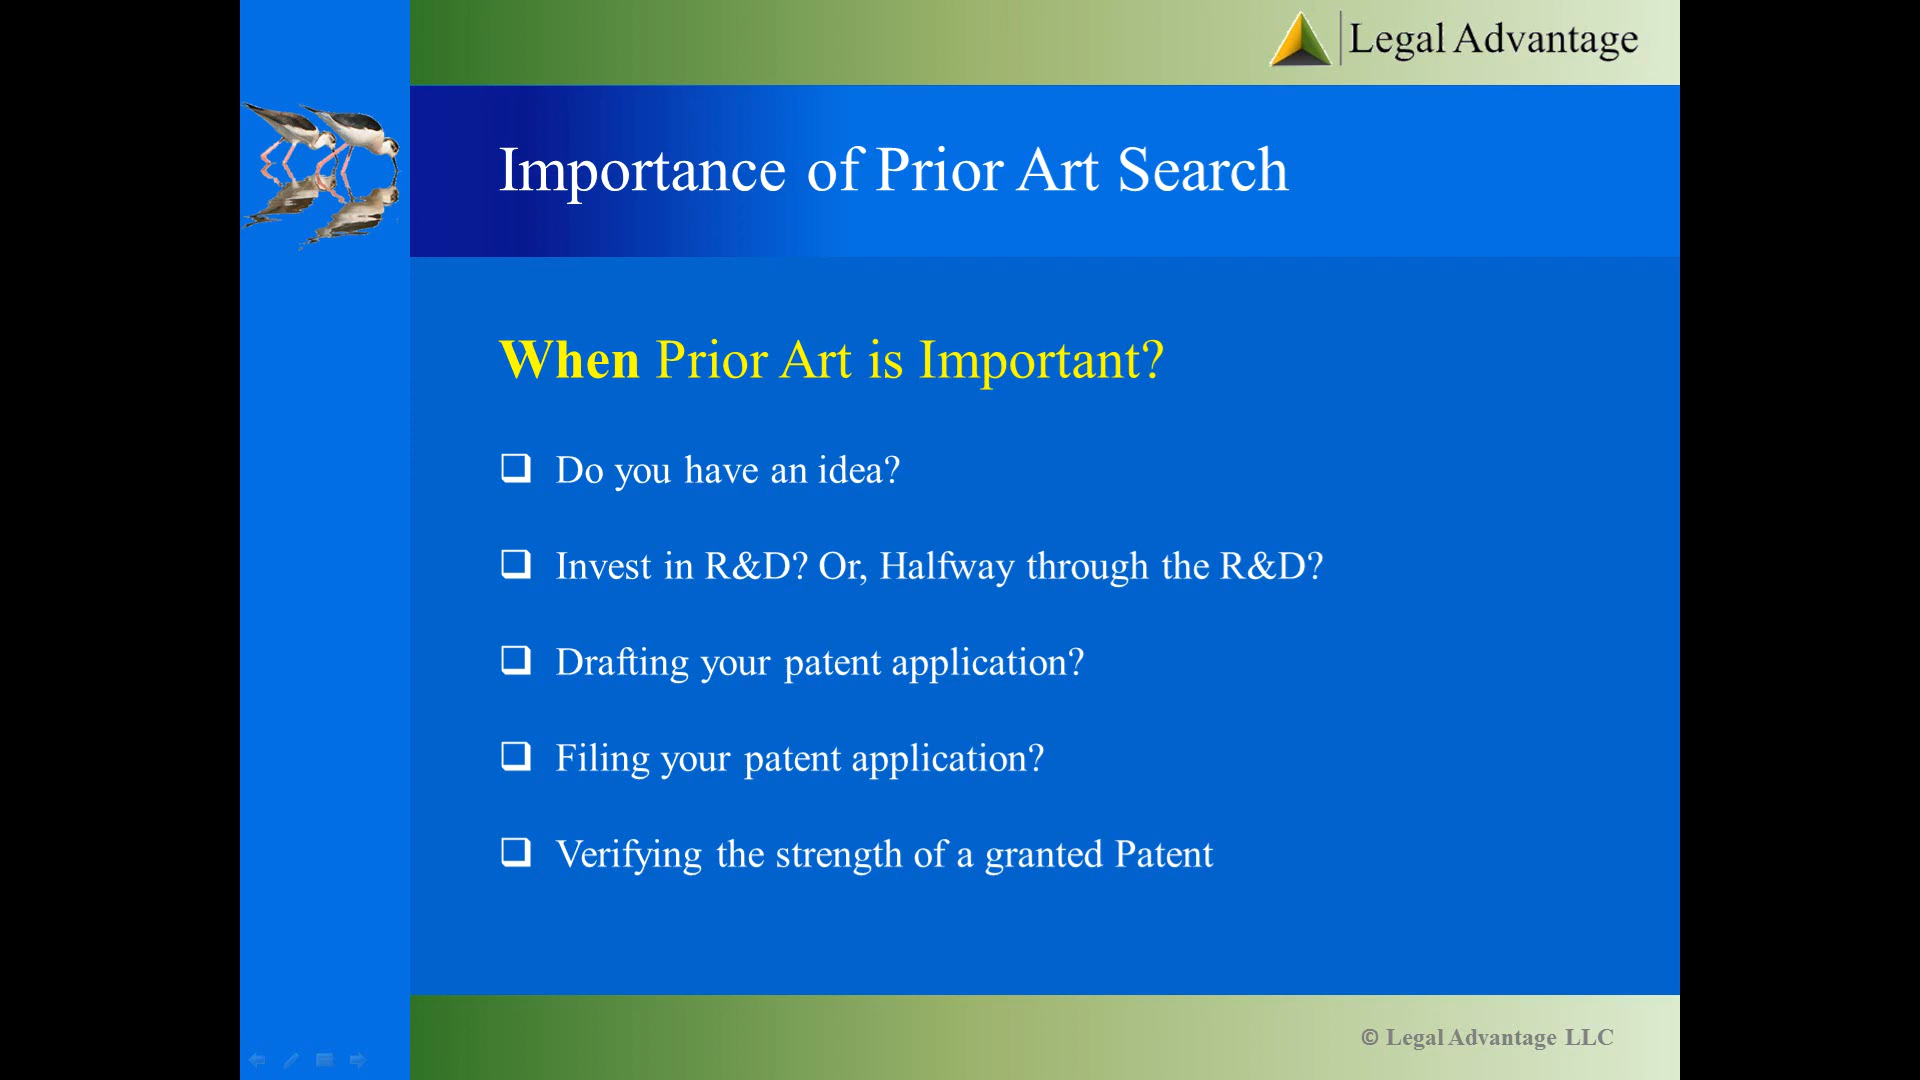 Legal Advantage
Importance of Prior Art Search
When Prior Art is Important?
Do you have an idea?
Invest in R&D? Or, Halfway through the R&D?
Drafting your patent application?
Filing your patent application?
Verifying the strength of a granted Patent
© Legal Advantage LLC